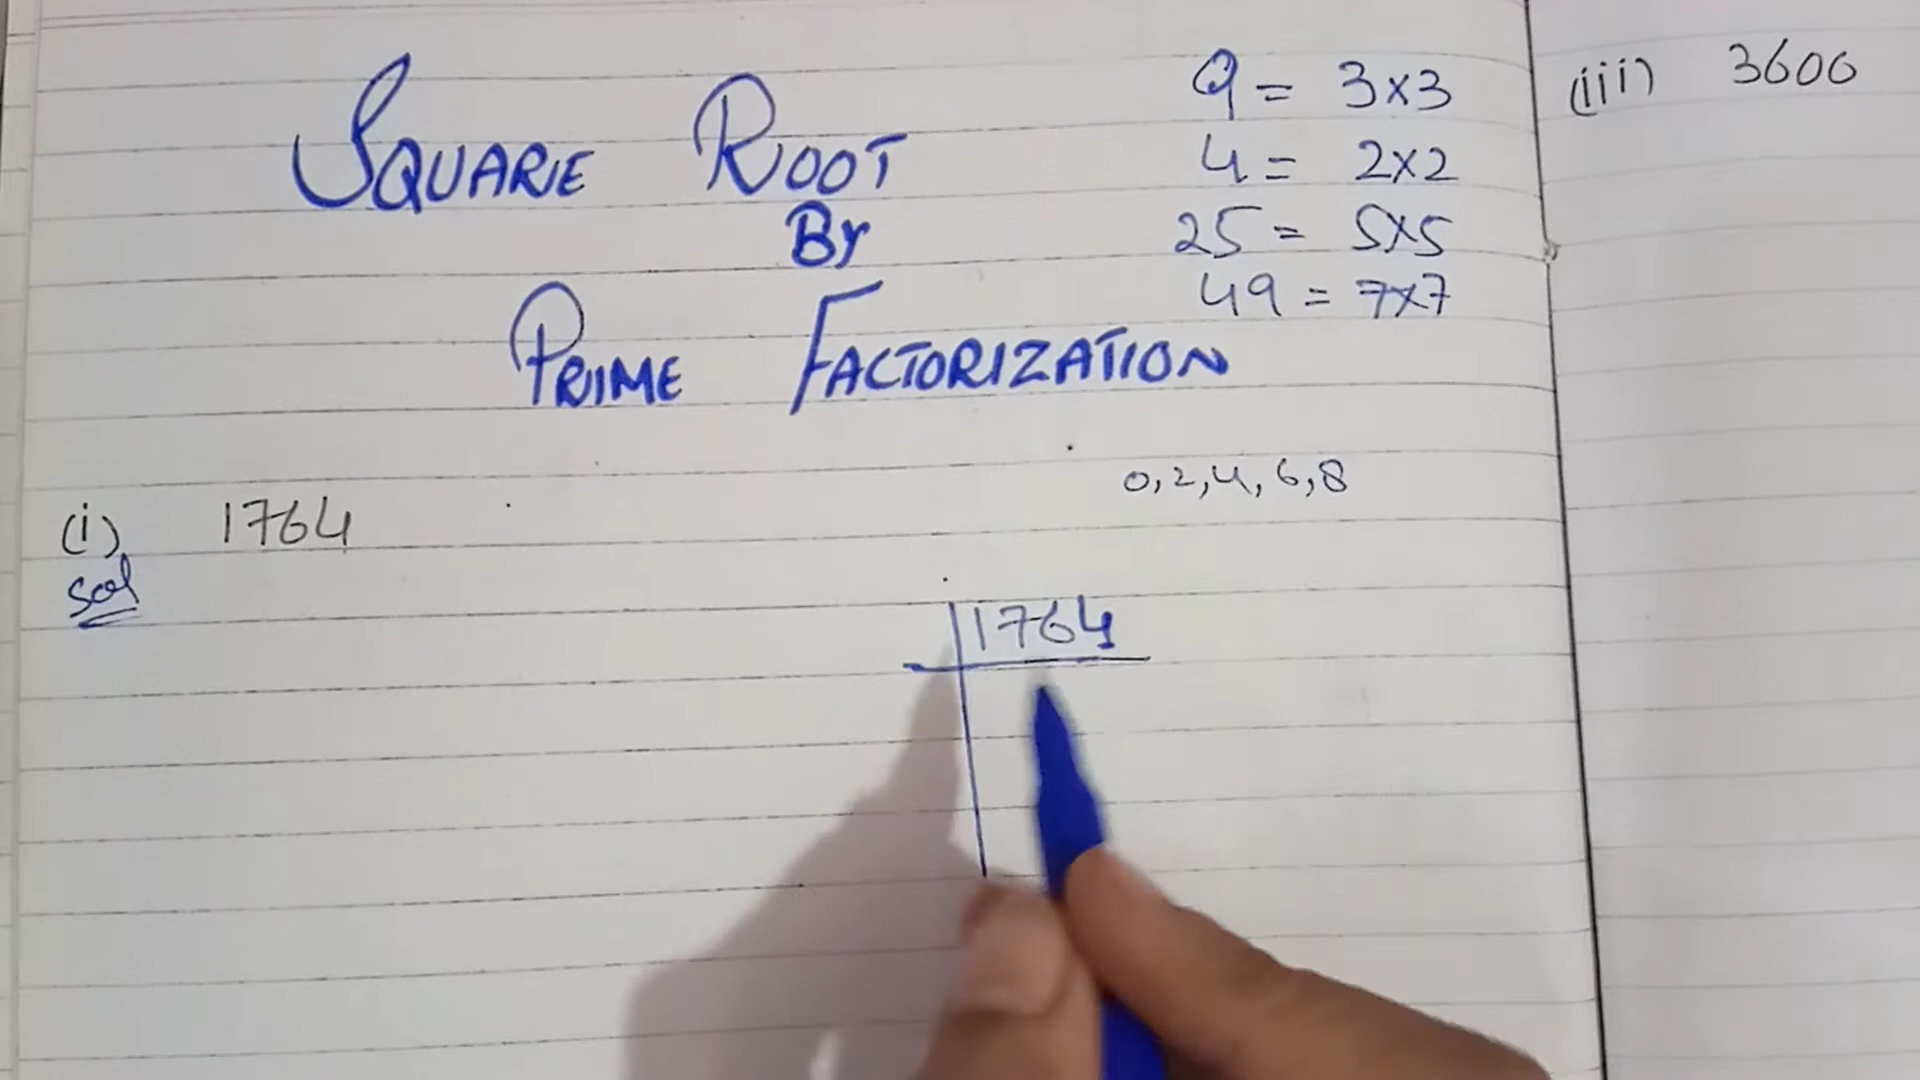 SQUARE ROOT
BY
PRIME FACTORIZATION
9 = 3x3
4 = 2x2
25 = 5x5
49 = 7x7
(iii) 3600
0,2,4,6,8
(i) 1764
Sol
1764